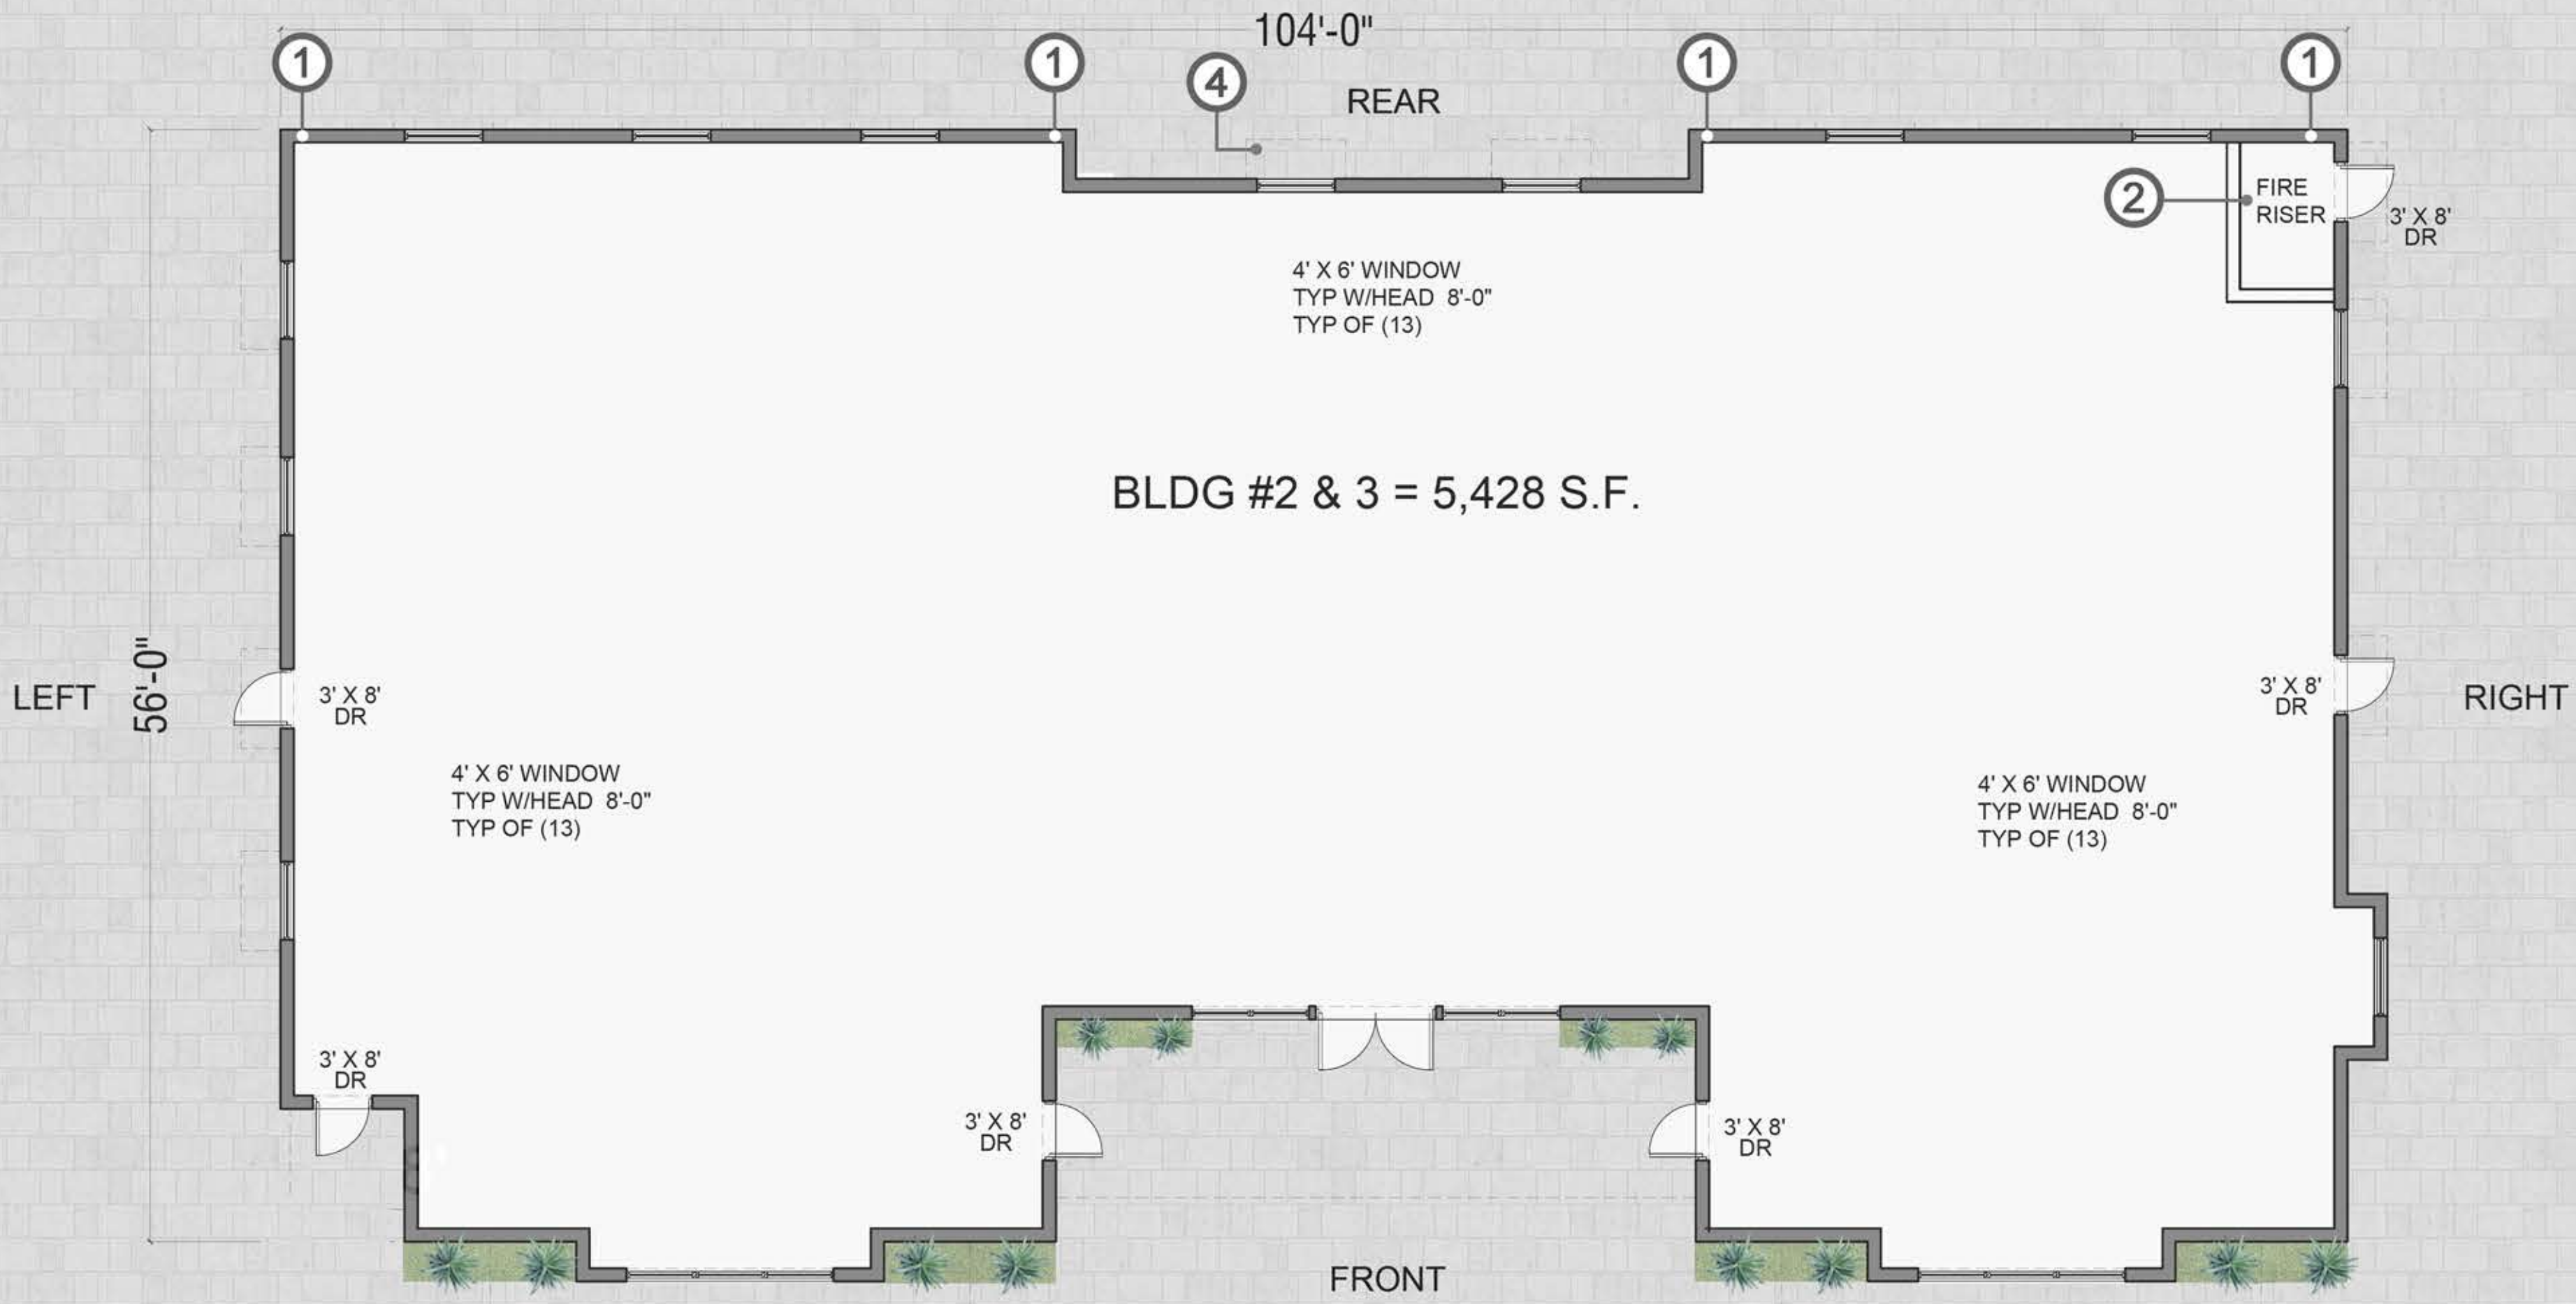 104'-0"
1
1
4
1
1
REAR
2
FIRE
RISER
3' X 8'
DR
4' X 6' WINDOW
TYP W/HEAD  8'-0"
TYP OF (13)
BLDG #2 & 3 = 5,428 S.F.
LEFT
56'-0"
3' X 8'
DR
3' X 8'
DR
RIGHT
4' X 6' WINDOW
TYP W/HEAD  8'-0"
TYP OF (13)
4' X 6' WINDOW
TYP W/HEAD  8'-0"
TYP OF (13)
3' X 8'
DR
3' X 8'
DR
3' X 8'
DR
FRONT